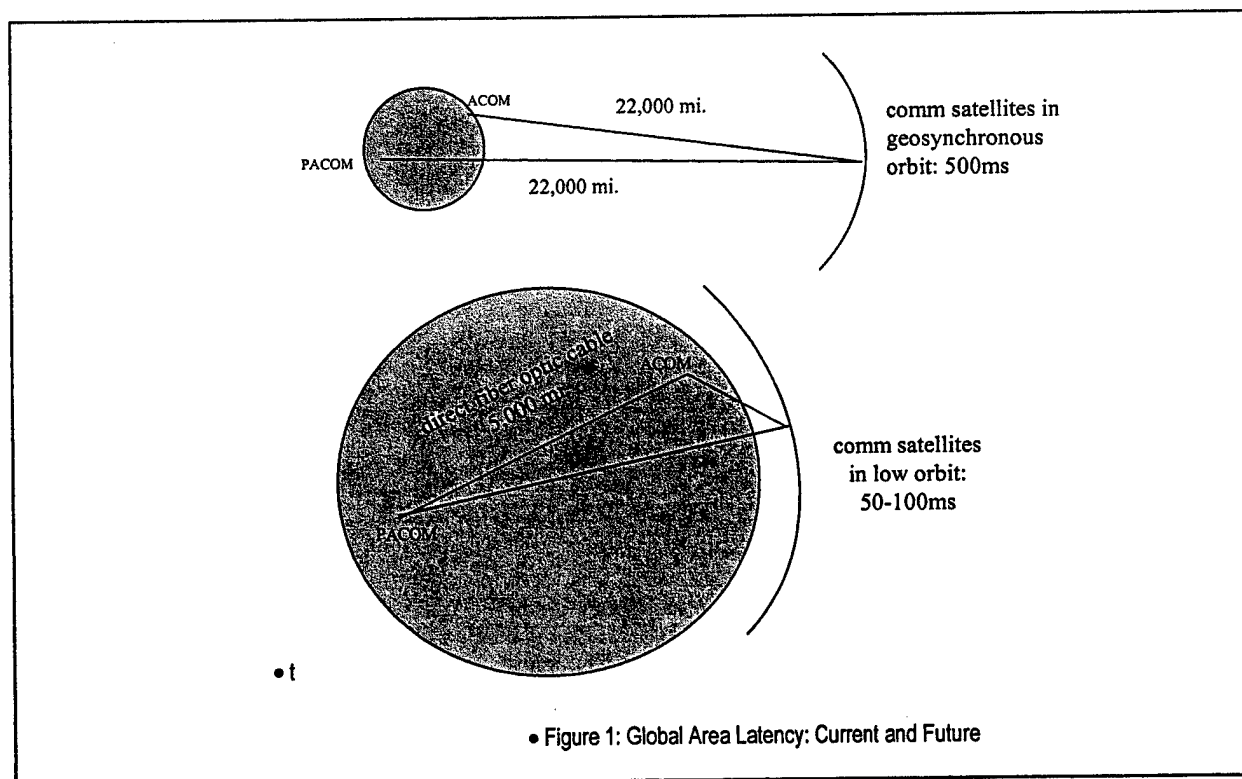 ACOM
22,000 mi.
PACOM
22,000 mi.
comm satellites in
geosynchronous
orbit: 500ms
direct fiber optic cable
5,000 mi.
ACOM
PACOM
comm satellites
in low orbit:
50-100ms
• t
• Figure 1: Global Area Latency: Current and Future